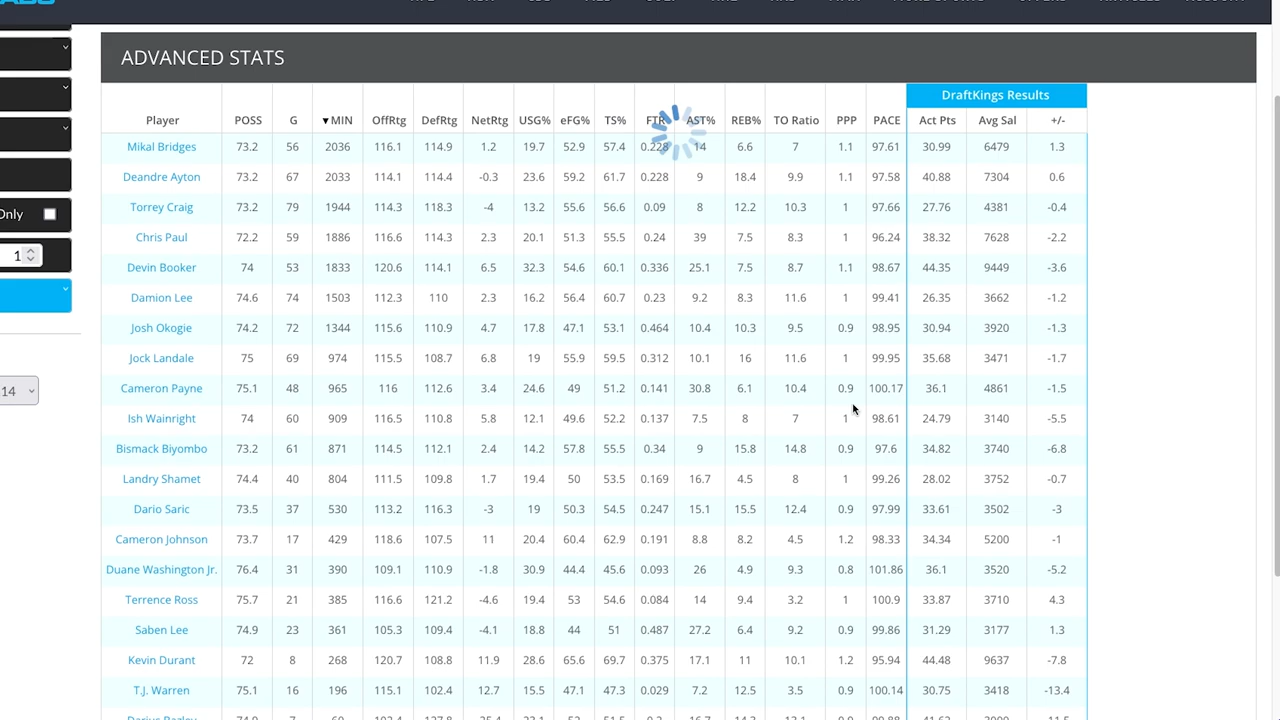 ADVANCED STATS
DraftKings Results
Player POSS G ▼MIN OffRtg DefRtg NetRtg USG% eFG% TS% FTR AST% REB% TO Ratio PPP PACE Act Pts Avg Sal +/-
Mikal Bridges 73.2 56 2036 116.1 114.9 1.2 19.7 52.9 57.4 0.228 14 6.6 7 1.1 97.61 30.99 6479 1.3
Deandre Ayton 73.2 67 2033 114.1 114.4 -0.3 23.6 59.2 61.7 0.228 9 18.4 9.9 1.1 97.58 40.88 7304 0.6
Torrey Craig 73.2 79 1944 114.3 118.3 -4 13.2 55.6 56.6 0.09 8 12.2 10.3 1 97.66 27.76 4381 -0.4
Only
Chris Paul 72.2 59 1886 116.6 114.3 2.3 20.1 51.3 55.5 0.24 39 7.5 8.3 1 96.24 38.32 7628 -2.2
1
Devin Booker 74 53 1833 120.6 114.1 6.5 32.3 54.6 60.1 0.336 25.1 7.5 8.7 1.1 98.67 44.35 9449 -3.6
Damion Lee 74.6 74 1503 112.3 110 2.3 16.2 56.4 60.7 0.23 9.2 8.3 11.6 1 99.41 26.35 3662 -1.2
Josh Okogie 74.2 72 1344 115.6 110.9 4.7 17.8 47.1 53.1 0.464 10.4 10.3 9.5 0.9 98.95 30.94 3920 -1.3
Jock Landale 75 69 974 115.5 108.7 6.8 19 55.9 59.5 0.312 10.1 16 11.6 1 99.95 35.68 3471 -1.7
14
Cameron Payne 75.1 48 965 116 112.6 3.4 24.6 49 51.2 0.141 30.8 6.1 10.4 0.9 100.17 36.1 4861 -1.5
Ish Wainright 74 60 909 116.5 110.8 5.8 12.1 49.6 52.2 0.137 7.5 8 7 1 98.61 24.79 3140 -5.5
Bismack Biyombo 73.2 61 871 114.5 112.1 2.4 14.2 57.8 55.5 0.34 9 15.8 14.8 0.9 97.6 34.82 3740 -6.8
Landry Shamet 74.4 40 804 111.5 109.8 1.7 19.4 50 53.5 0.169 16.7 4.5 8 1 99.26 28.02 3752 -0.7
Dario Saric 73.5 37 530 113.2 116.3 -3 19 50.3 54.5 0.247 15.1 15.5 12.4 0.9 97.99 33.61 3502 -3
Cameron Johnson 73.7 17 429 118.6 107.5 11 20.4 60.4 62.9 0.191 8.8 8.2 4.5 1.2 98.33 34.34 5200 -1
Duane Washington Jr. 76.4 31 390 109.1 110.9 -1.8 30.9 44.4 45.6 0.093 26 4.9 9.3 0.8 101.86 36.1 3520 -5.2
Terrence Ross 75.7 21 385 116.6 121.2 -4.6 19.4 53 54.6 0.084 14 9.4 3.2 1 100.9 33.87 3710 4.3
Saben Lee 74.9 23 361 105.3 109.4 -4.1 18.8 44 51 0.487 27.2 6.4 9.2 0.9 99.86 31.29 3177 1.3
Kevin Durant 72 8 268 120.7 108.8 11.9 28.6 65.6 69.7 0.375 17.1 11 10.1 1.2 95.94 44.48 9637 -7.8
T.J. Warren 75.1 16 196 115.1 102.4 12.7 15.5 47.1 47.3 0.029 7.2 12.5 3.5 0.9 100.14 30.75 3418 -13.4